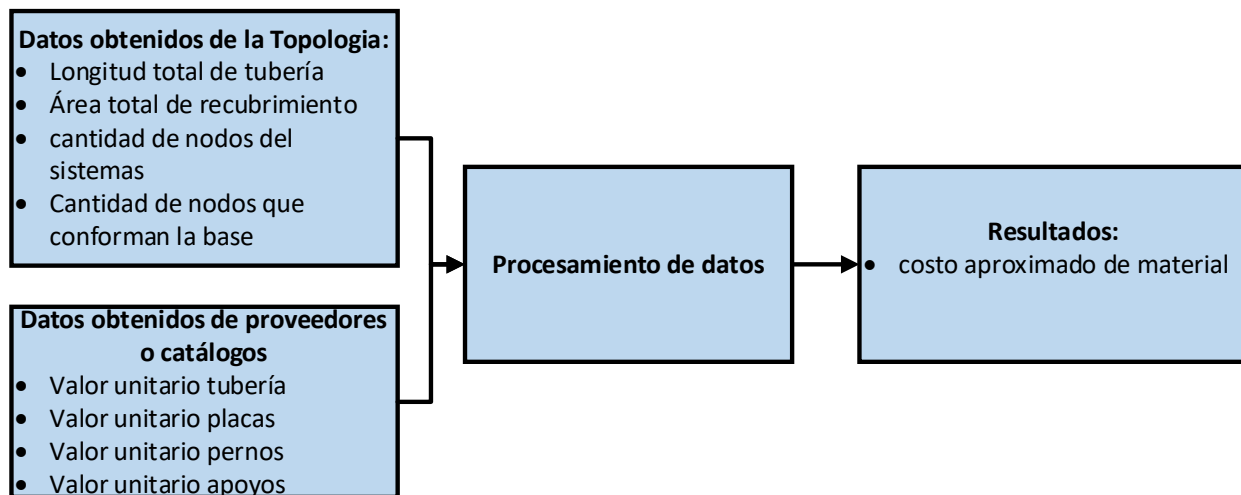 Datos obtenidos de la Topologia:
• Longitud total de tubería
• Área total de recubrimiento
• cantidad de nodos del
sistemas
• Cantidad de nodos que
conforman la base
Datos obtenidos de proveedores
o catálogos
• Valor unitario tubería
• Valor unitario placas
• Valor unitario pernos
• Valor unitario apoyos
Procesamiento de datos
Resultados:
• costo aproximado de material